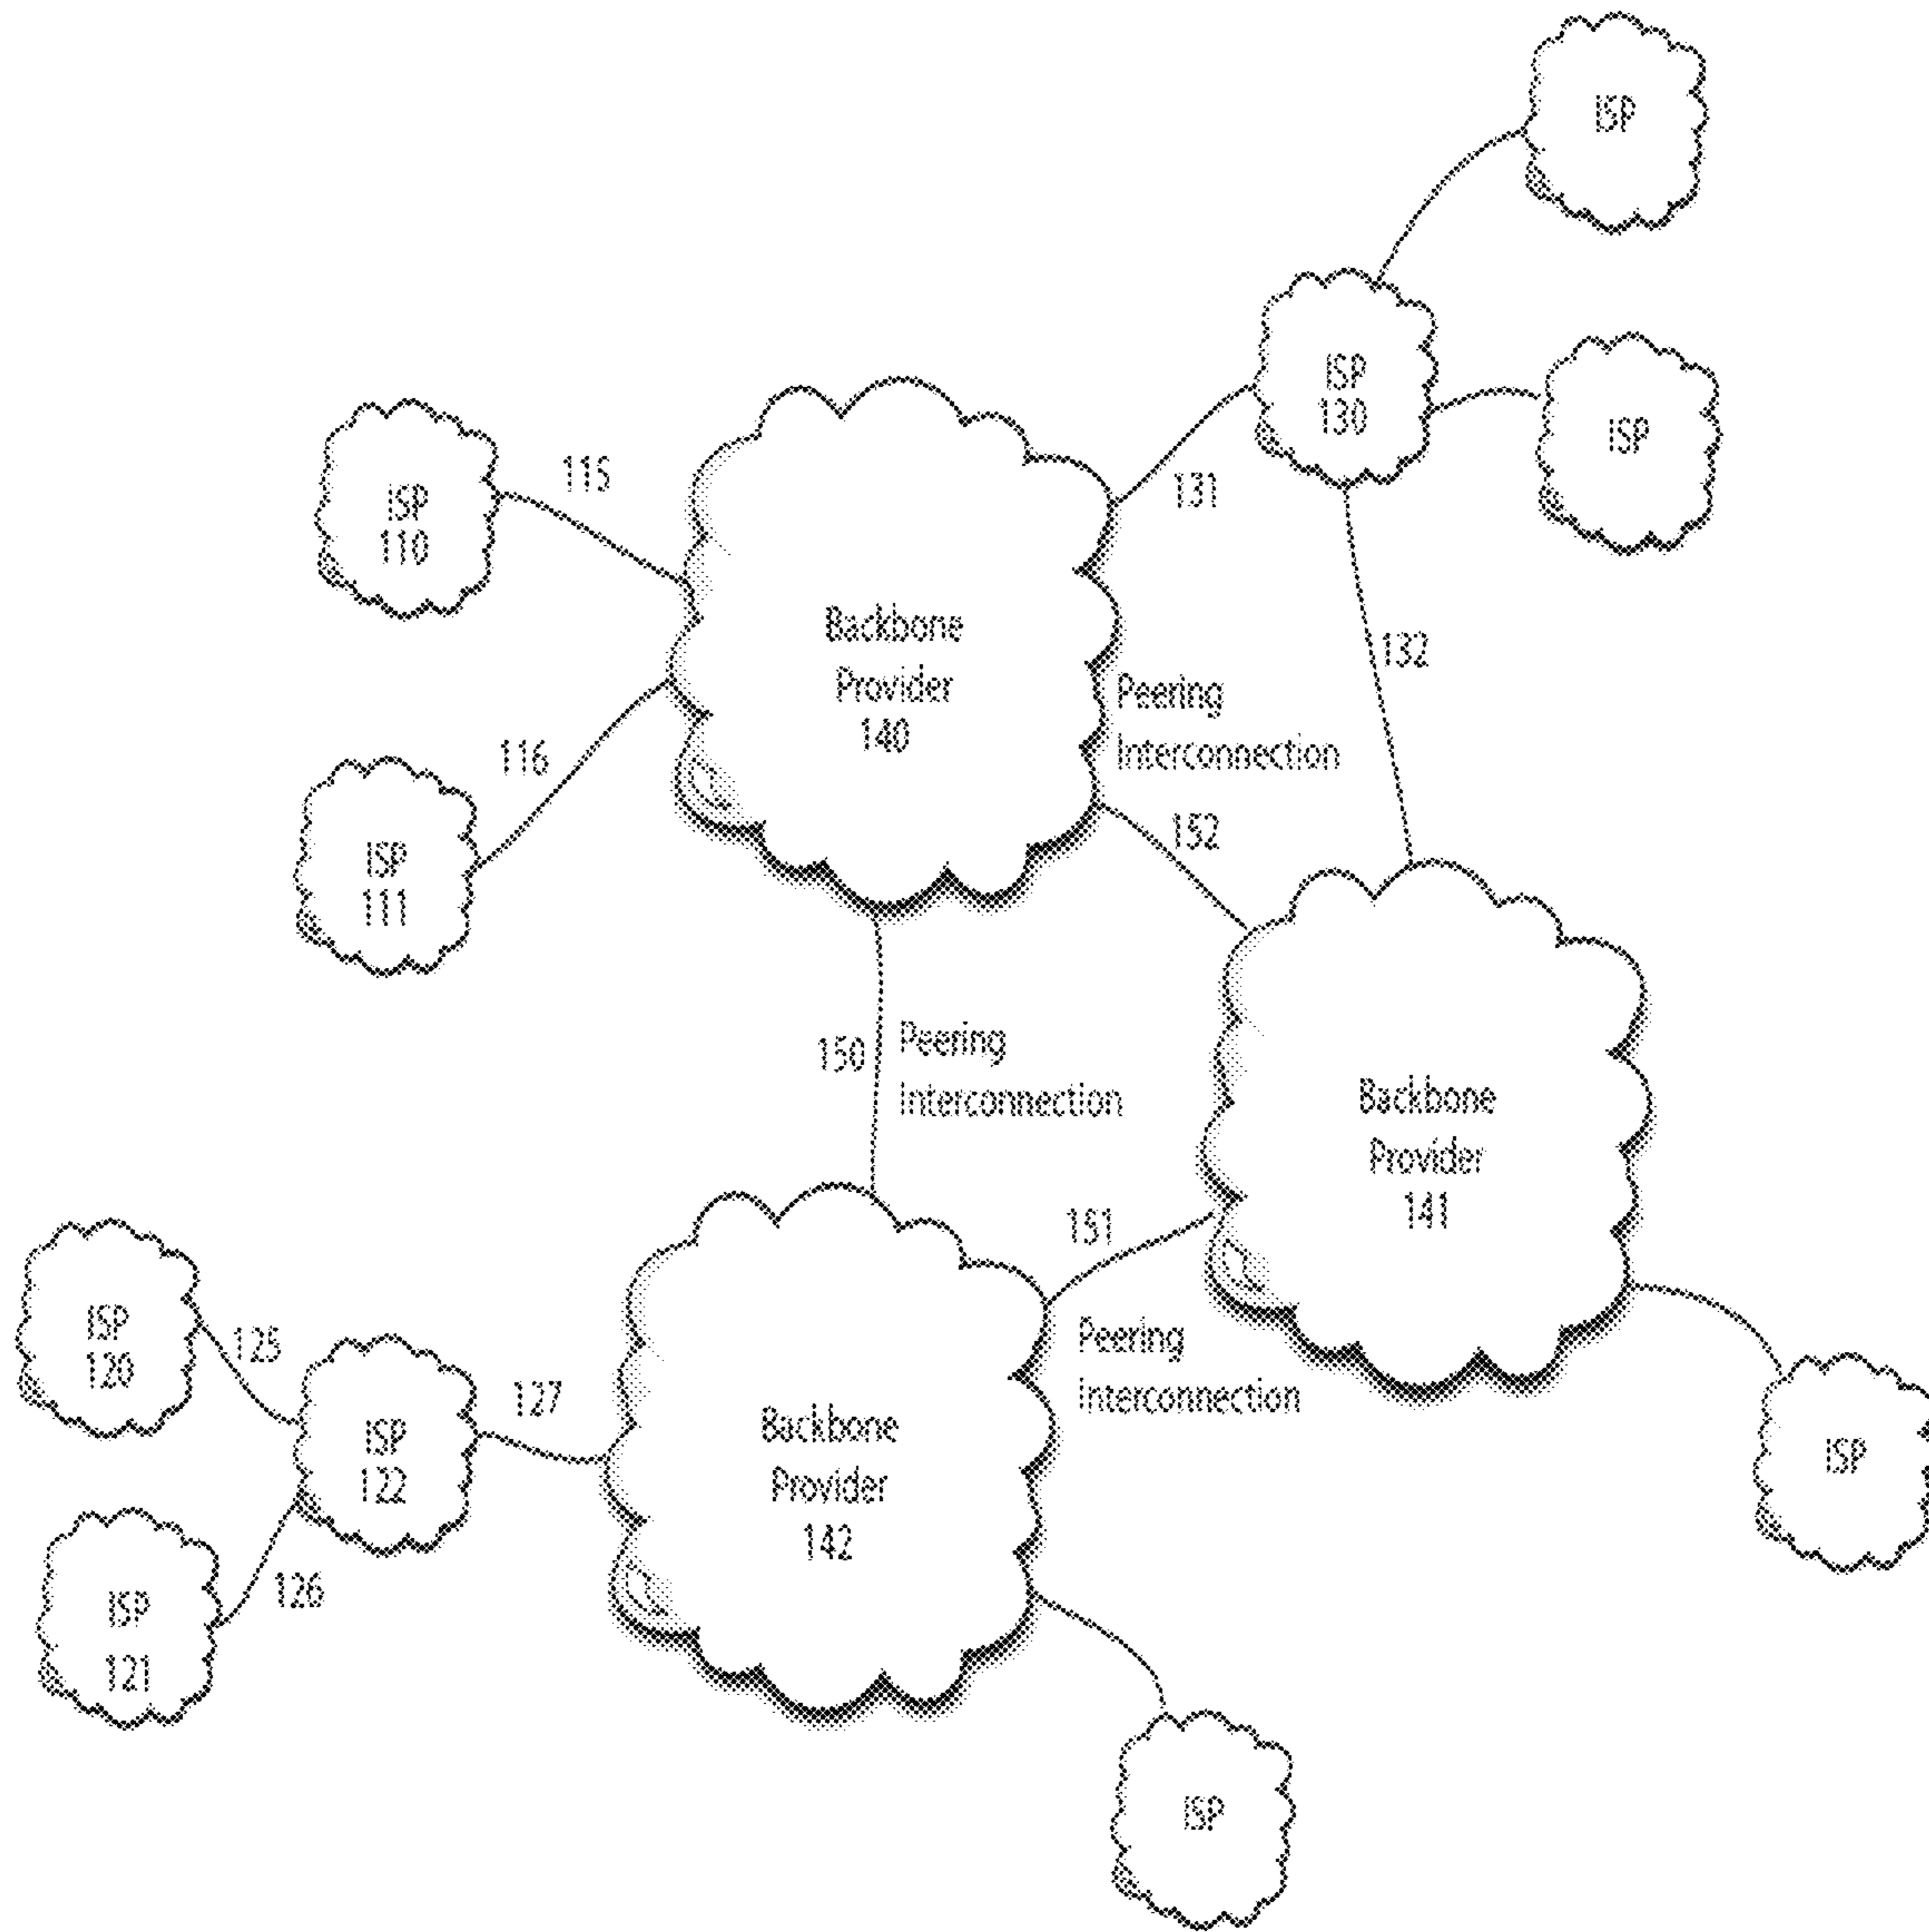 ISP
ISP
130
ISP
131
132
ISP
110
115
Backbone
Provider
140
Peering
Interconnection
152
116
ISP
111
150
Peering
Interconnection
Backbone
Provider
141
151
Peering
Interconnection
ISP
120
125
ISP
122
127
Backbone
Provider
142
ISP
126
ISP
121
ISP